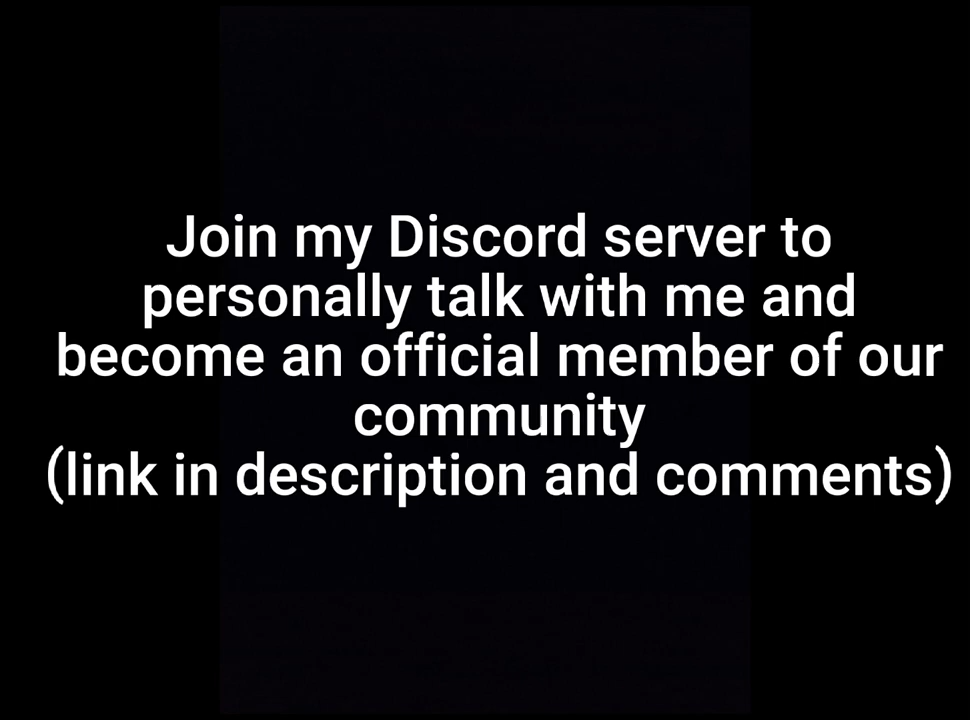 Join my Discord server to
personally talk with me and
become an official member of our
community
(link in description and comments)